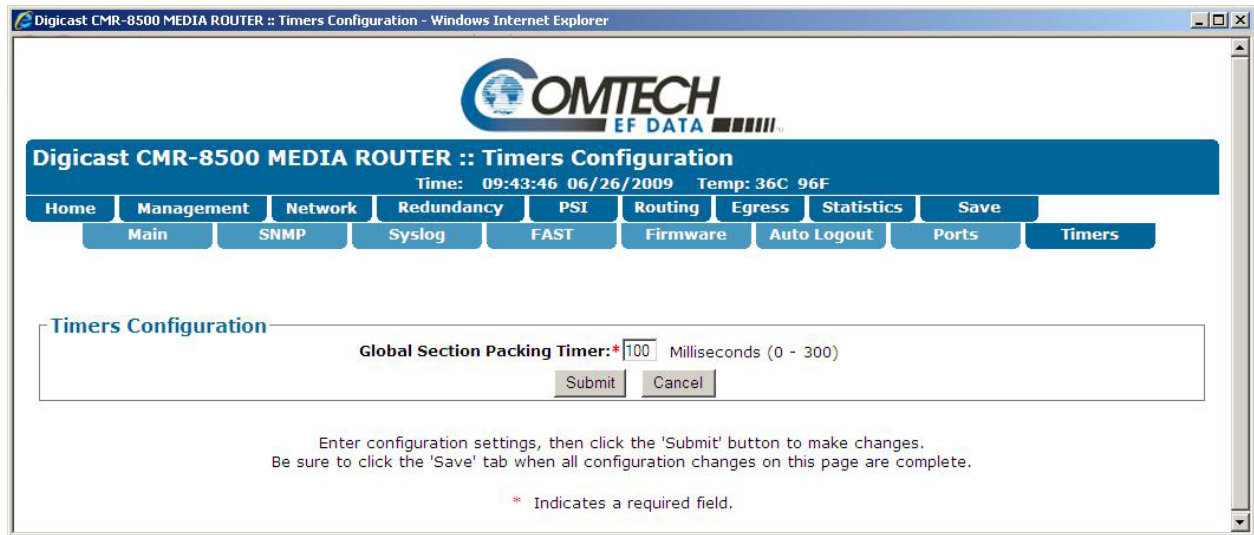 Digicast CMR-8500 MEDIA ROUTER :: Timers Configuration - Windows Internet Explorer
COMTECH
EF DATA
Digicast CMR-8500 MEDIA ROUTER :: Timers Configuration
Time: 09:43:46 06/26/2009 Temp: 36C 96F
Home Management Network Redundancy PSI Routing Egress Statistics Save
Main SNMP Syslog FAST Firmware Auto Logout Ports Timers
Timers Configuration
Global Section Packing Timer:* 100 Milliseconds (0 - 300)
Submit Cancel
Enter configuration settings, then click the 'Submit' button to make changes.
Be sure to click the 'Save' tab when all configuration changes on this page are complete.
* Indicates a required field.